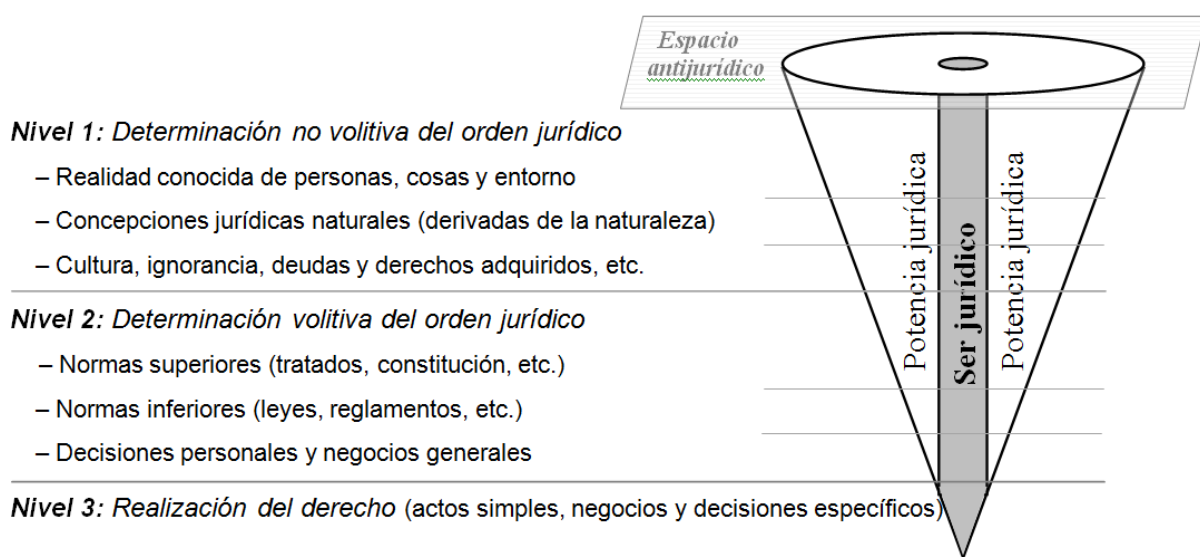 Espacio
antijurídico
Nivel 1: Determinación no volitiva del orden jurídico
– Realidad conocida de personas, cosas y entorno
– Concepciones jurídicas naturales (derivadas de la naturaleza)
– Cultura, ignorancia, deudas y derechos adquiridos, etc.
Nivel 2: Determinación volitiva del orden jurídico
– Normas superiores (tratados, constitución, etc.)
– Normas inferiores (leyes, reglamentos, etc.)
– Decisiones personales y negocios generales
Nivel 3: Realización del derecho (actos simples, negocios y decisiones específicos)
Potencia jurídica
Ser jurídico
Potencia jurídica